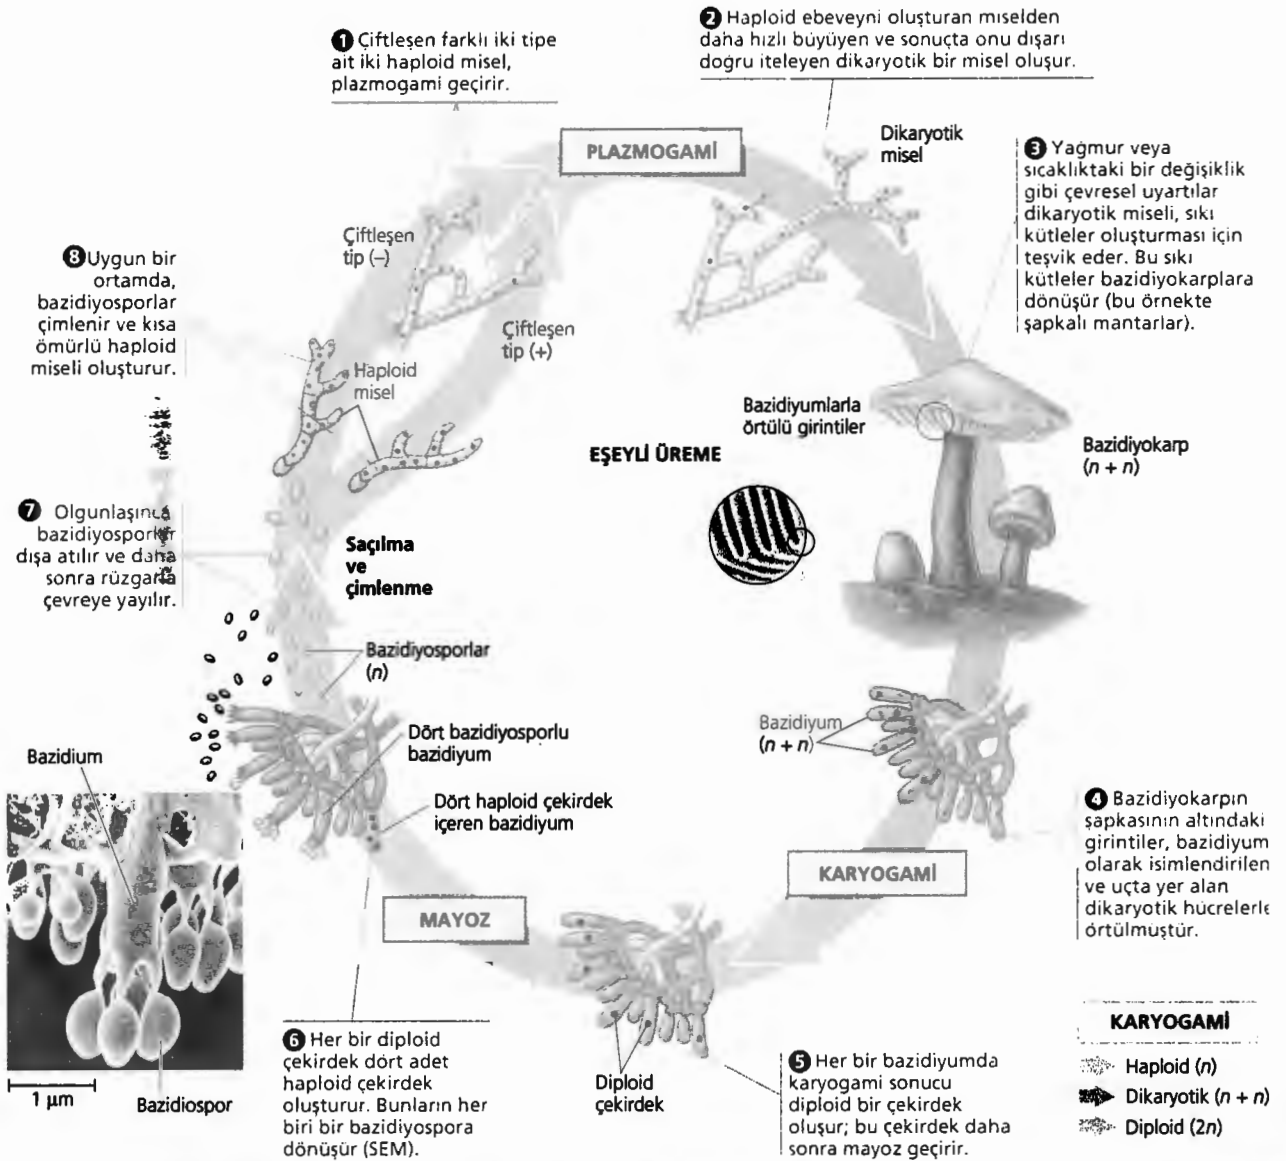 ❶ Çiftleşen farklı iki tipe
ait iki haploid misel,
plazmogami geçirir.
❷ Haploid ebeveyni oluşturan mıselden
daha hızlı büyüyen ve sonuçta onu dışarı
doğru iteleyen dikaryotik bir misel oluşur.
PLAZMOGAMİ
Dikaryotik
misel
❸ Yağmur veya
sıcaklıktaki bir değişiklik
gibi çevresel uyartılar
dikaryotik miseli, sıkı
kütleler oluşturması için
teşvik eder. Bu sıkı
kütleler bazidiyokarplara
dönüşür (bu örnekte
şapkalı mantarlar).
Çiftleşen
tip (–)
Çiftleşen
tip (+)
❽ Uygun bir
ortamda,
bazidiyosporlar
çimlenir ve kısa
ömürlü haploid
miseli oluşturur.
Haploid
misel
Bazidiyumlarla
örtülü girintiler
Bazidiyokarp
(n + n)
EŞEYLİ ÜREME
❼ Olgunlaşınca
bazidiyosporlar
dışa atılır ve daha
sonra rüzgarla
çevreye yayılır.
Saçılma
ve
çimlenme
Bazidiyosporlar
(n)
Bazidiyum
(n + n)
Dört bazidiyosporlu
bazidiyum
Bazidium
Dört haploid çekirdek
içeren bazidiyum
❹ Bazidiyokarpın
şapkasının altındaki
girintiler, bazidiyum
olarak isimlendirilen
ve uçta yer alan
dikaryotik hücrelerle
örtülmüştür.
KARYOGAMİ
MAYOZ
❻ Her bir diploid
çekirdek dört adet
haploid çekirdek
oluşturur. Bunların her
biri bir bazidiyospora
dönüşür (SEM).
Diploid
çekirdek
❺ Her bir bazidiyumda
karyogami sonucu
diploid bir çekirdek
oluşur; bu çekirdek daha
sonra mayoz geçirir.
1 µm
Bazidiospor
KARYOGAMİ
Haploid (n)
Dikaryotik (n + n)
Diploid (2n)